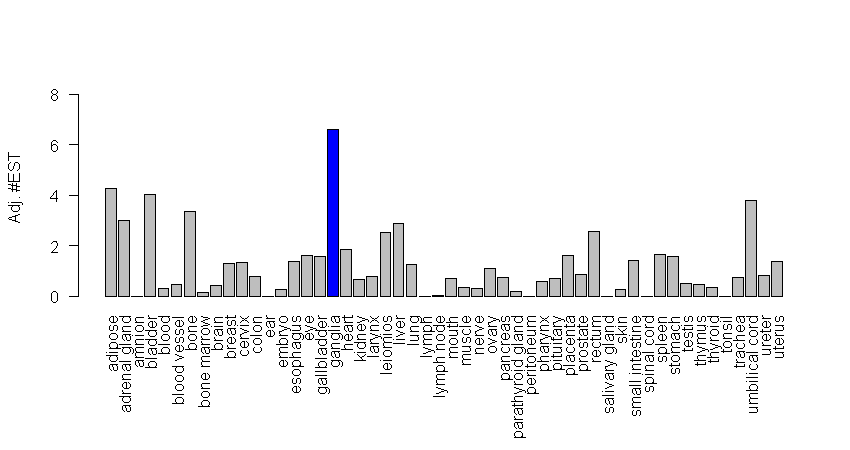 8
6
4
2
0
Adj. #EST
adipose
adrenal gland
amnion
bladder
blood
blood vessel
bone
bone marrow
brain
breast
cervix
colon
ear
embryo
esophagus
eye
gallbladder
ganglia
heart
kidney
larynx
leiomios
liver
lung
lymph
lymph node
mouth
muscle
nerve
ovary
pancreas
parathyroid gland
peritoneum
pharynx
pituitary
placenta
prostate
rectum
salivary gland
skin
small intestine
spinal cord
spleen
stomach
testis
thymus
thyroid
tonsil
trachea
umbilical cord
ureter
uterus